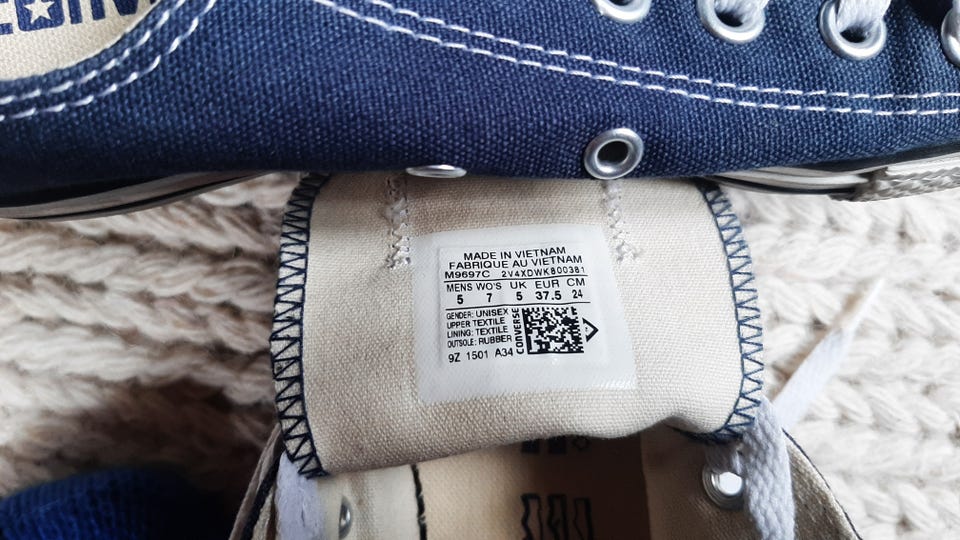 MADE IN VIETNAM
FABRIQUE AU VIETNAM
M9697C 2V4XDWK800381
MENS WO'S UK EUR CM
5 7 5 37.5 24
GENDER: UNISEX
UPPER TEXTILE
LINING: TEXTILE
OUTSOLE: RUBBER
CONVERSE
9Z 1501 A34